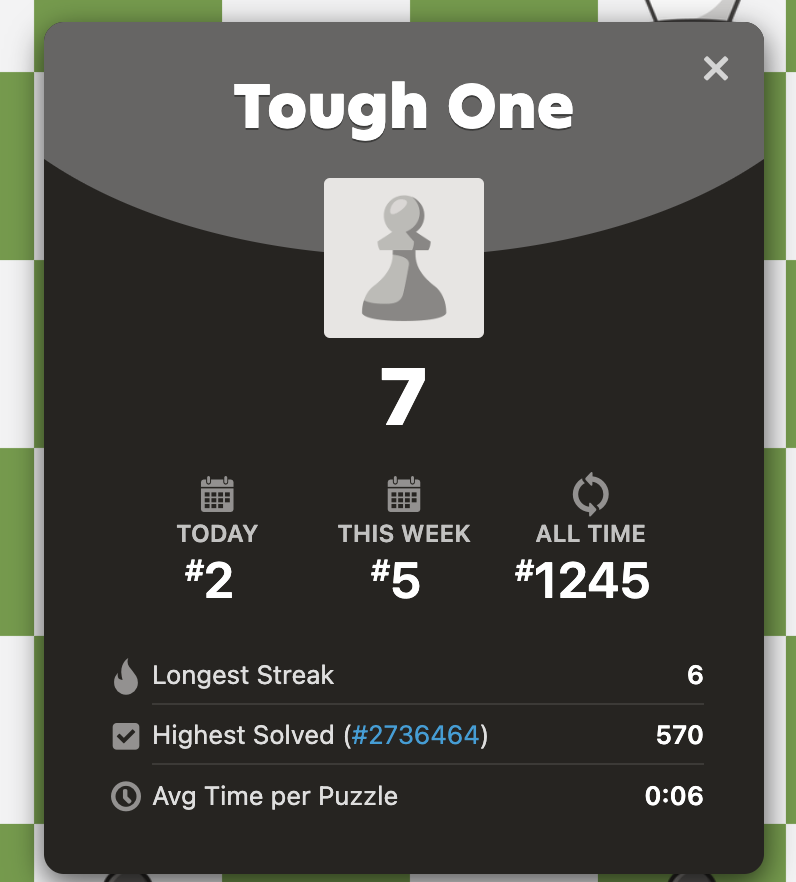 Tough One
7
TODAY THIS WEEK ALL TIME
#2 #5 #1245
Longest Streak 6
Highest Solved (#2736464) 570
Avg Time per Puzzle 0:06